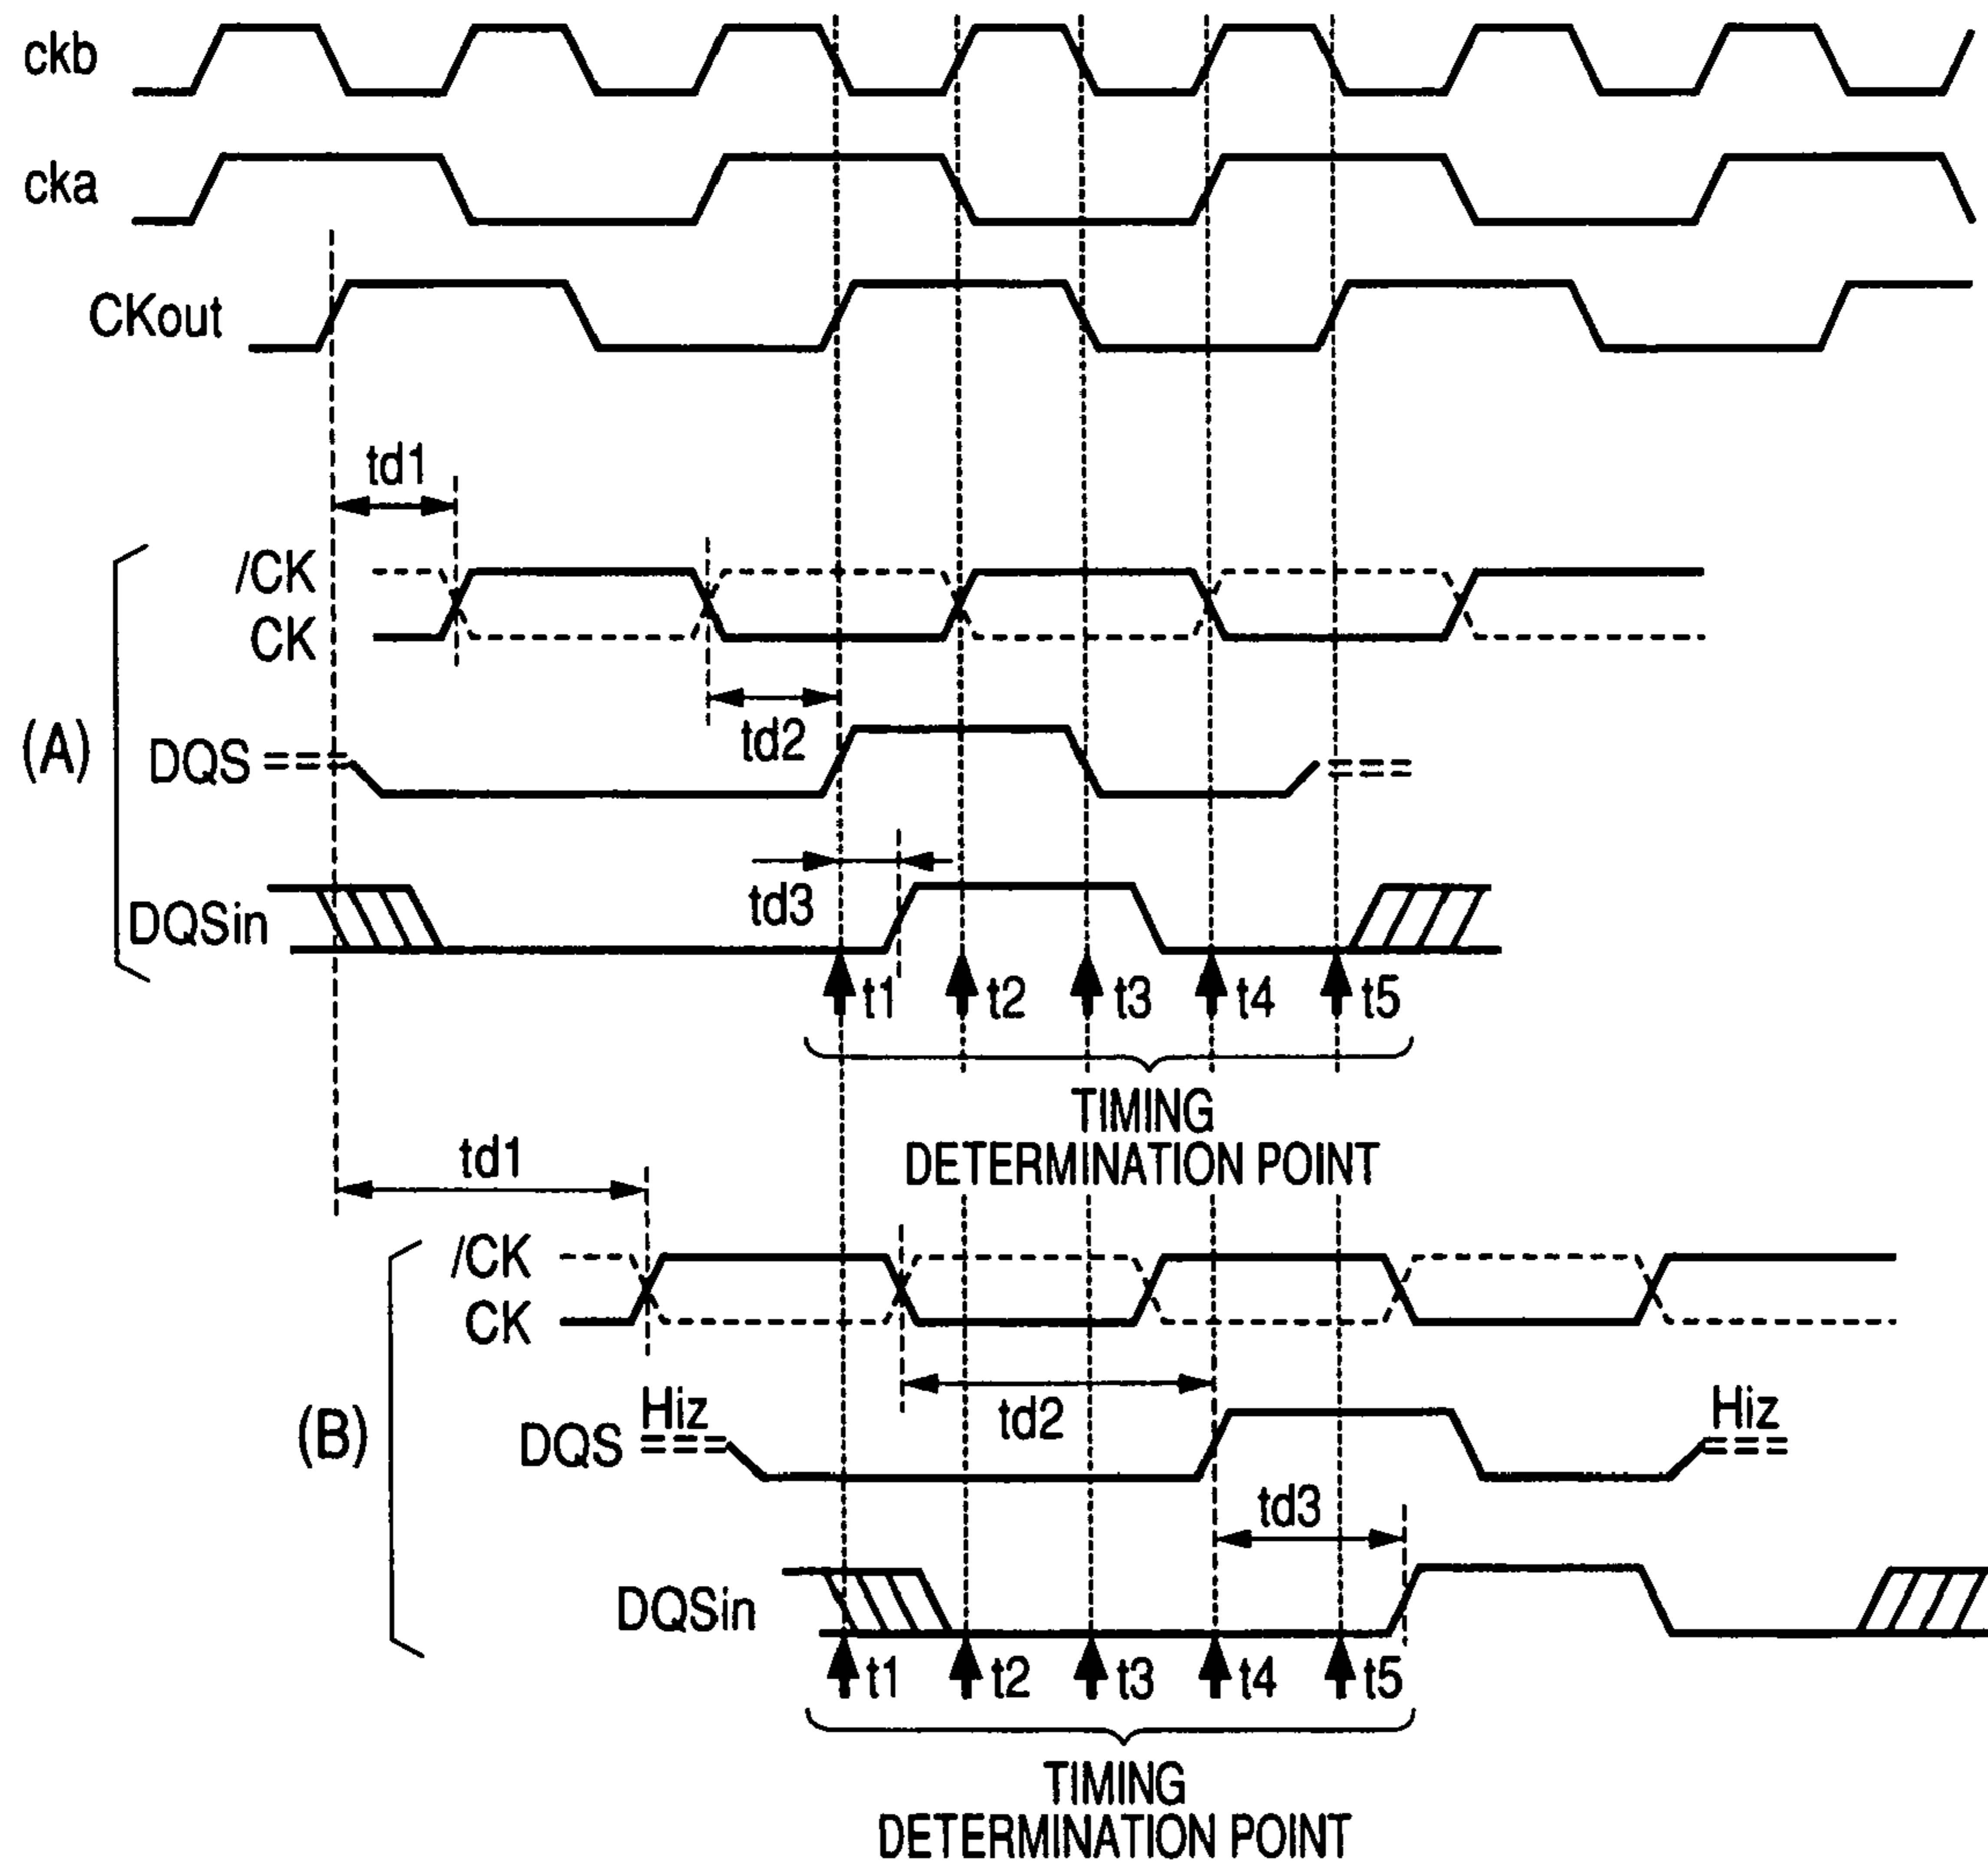 ckb
cka
CKout
td1
/CK
CK
td2
(A)
DQS
td3
DQSin
t1 t2 t3 t4 t5
TIMING
DETERMINATION POINT
td1
/CK
CK
Hiz
td2
Hiz
(B)
DQS
td3
DQSin
t1 t2 t3 t4 t5
TIMING
DETERMINATION POINT